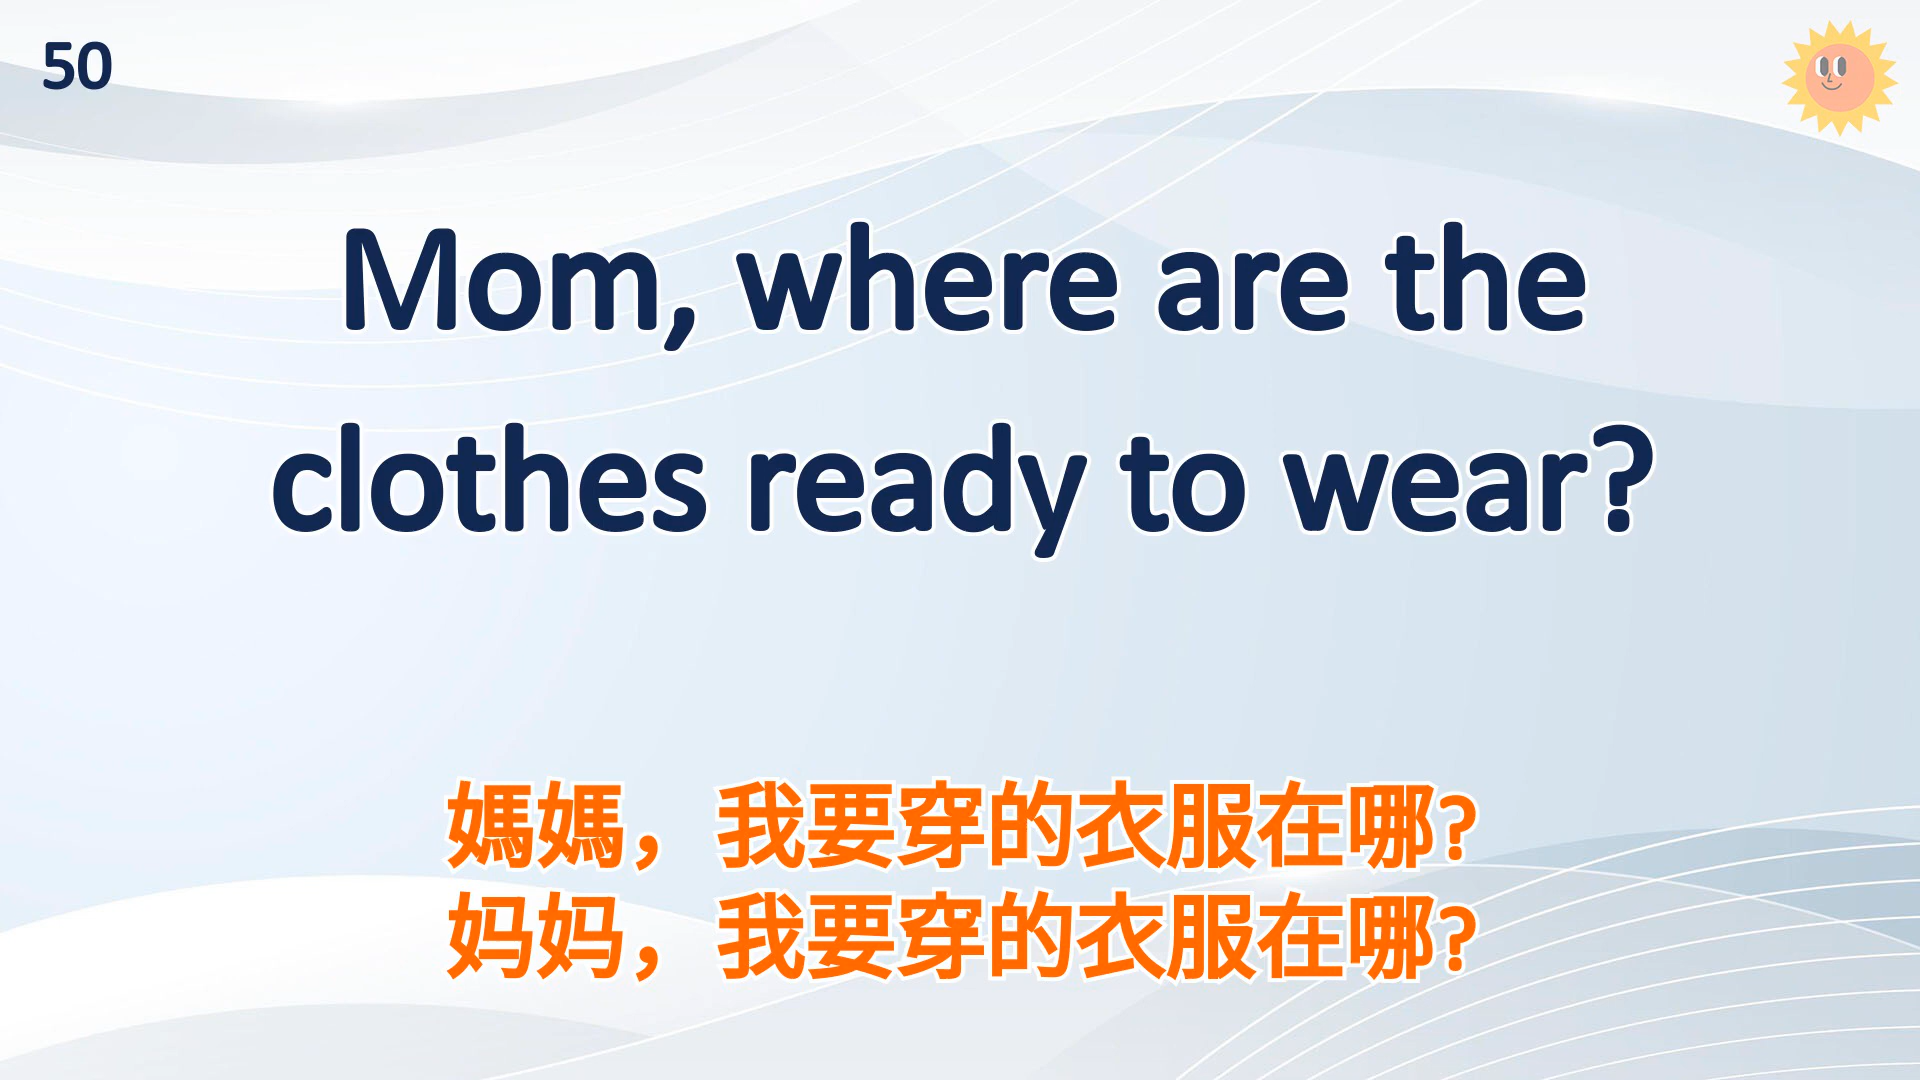 50
Mom, where are the
clothes ready to wear?
媽媽，我要穿的衣服在哪?
妈妈，我要穿的衣服在哪?